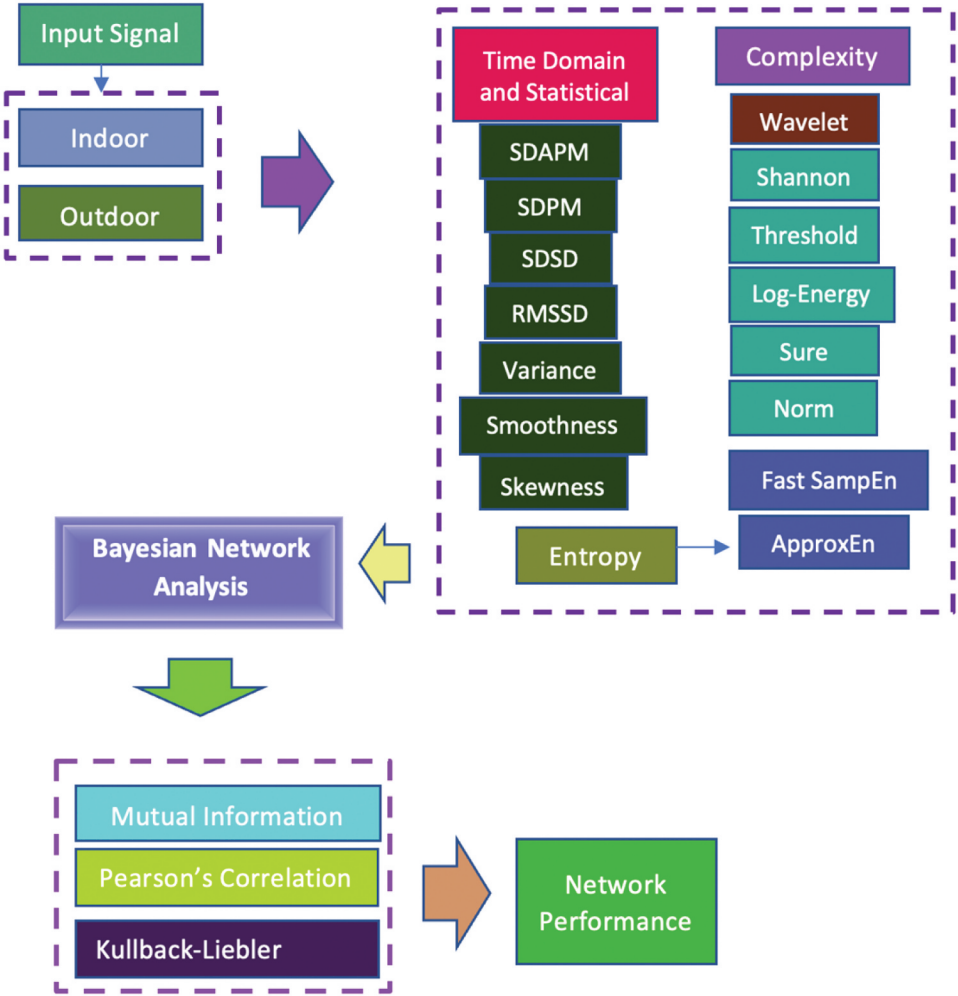 Input Signal
Indoor
Outdoor
Time Domain
and Statistical
SDAPM
SDPM
SDSD
RMSSD
Variance
Smoothness
Skewness
Complexity
Wavelet
Shannon
Threshold
Log-Energy
Sure
Norm
Fast SampEn
Entropy
ApproxEn
Bayesian Network
Analysis
Mutual Information
Pearson’s Correlation
Kullback-Liebler
Network
Performance